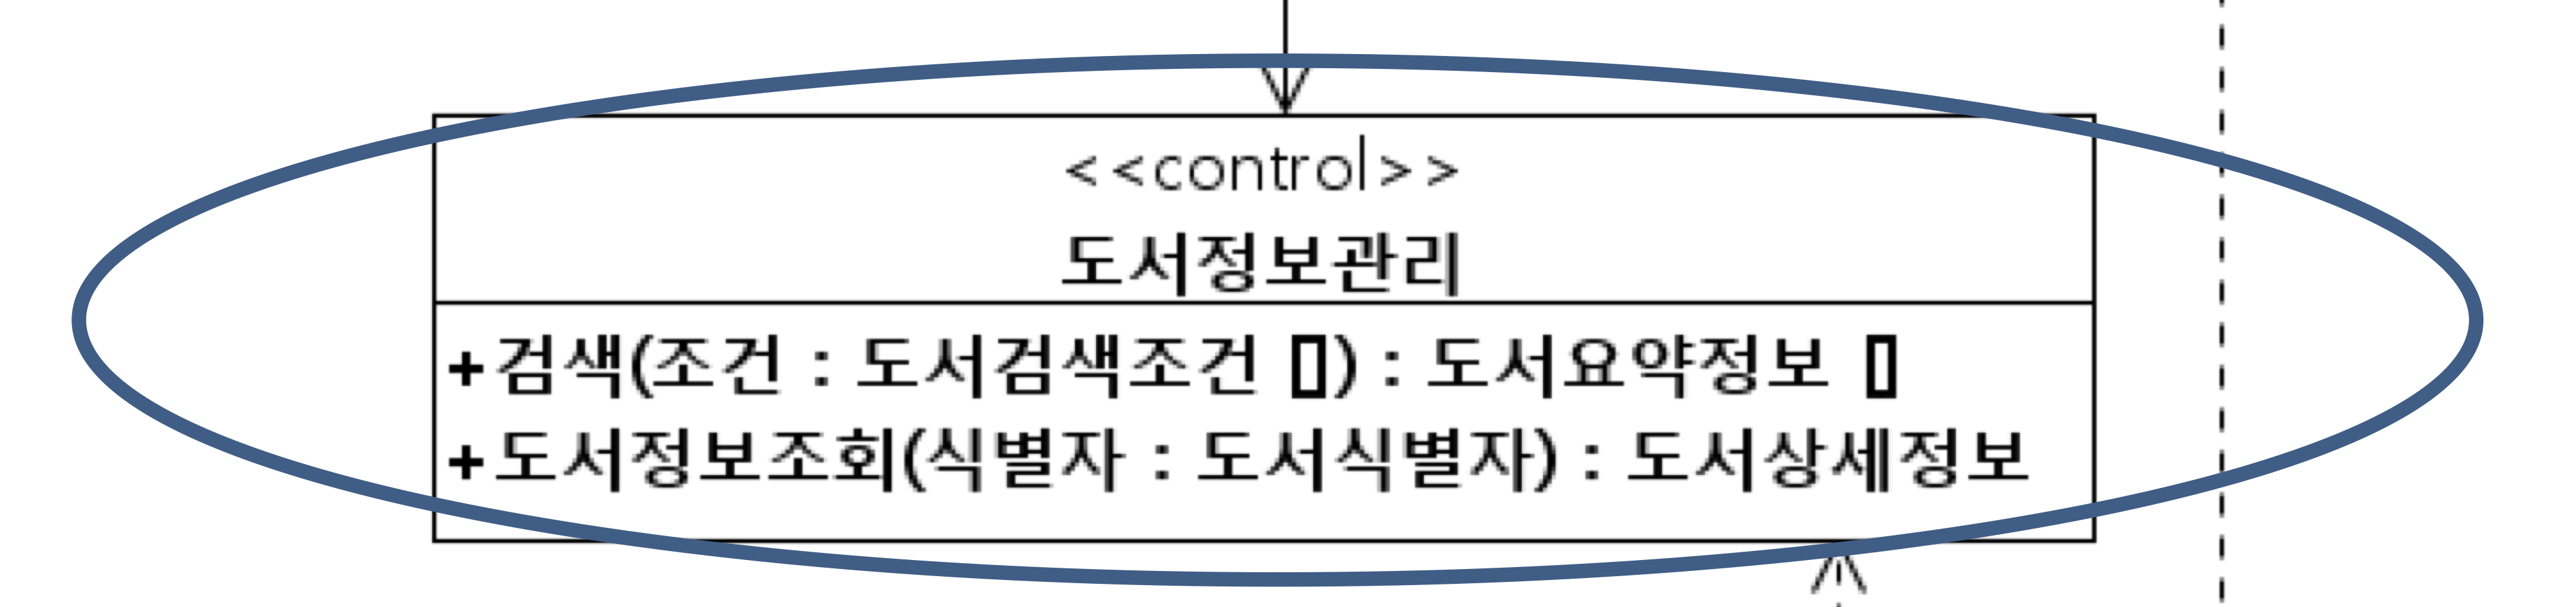 <<control>>
도서정보관리
+검색(조건 : 도서검색조건 []) : 도서요약정보 []
+도서정보조회(식별자 : 도서식별자) : 도서상세정보